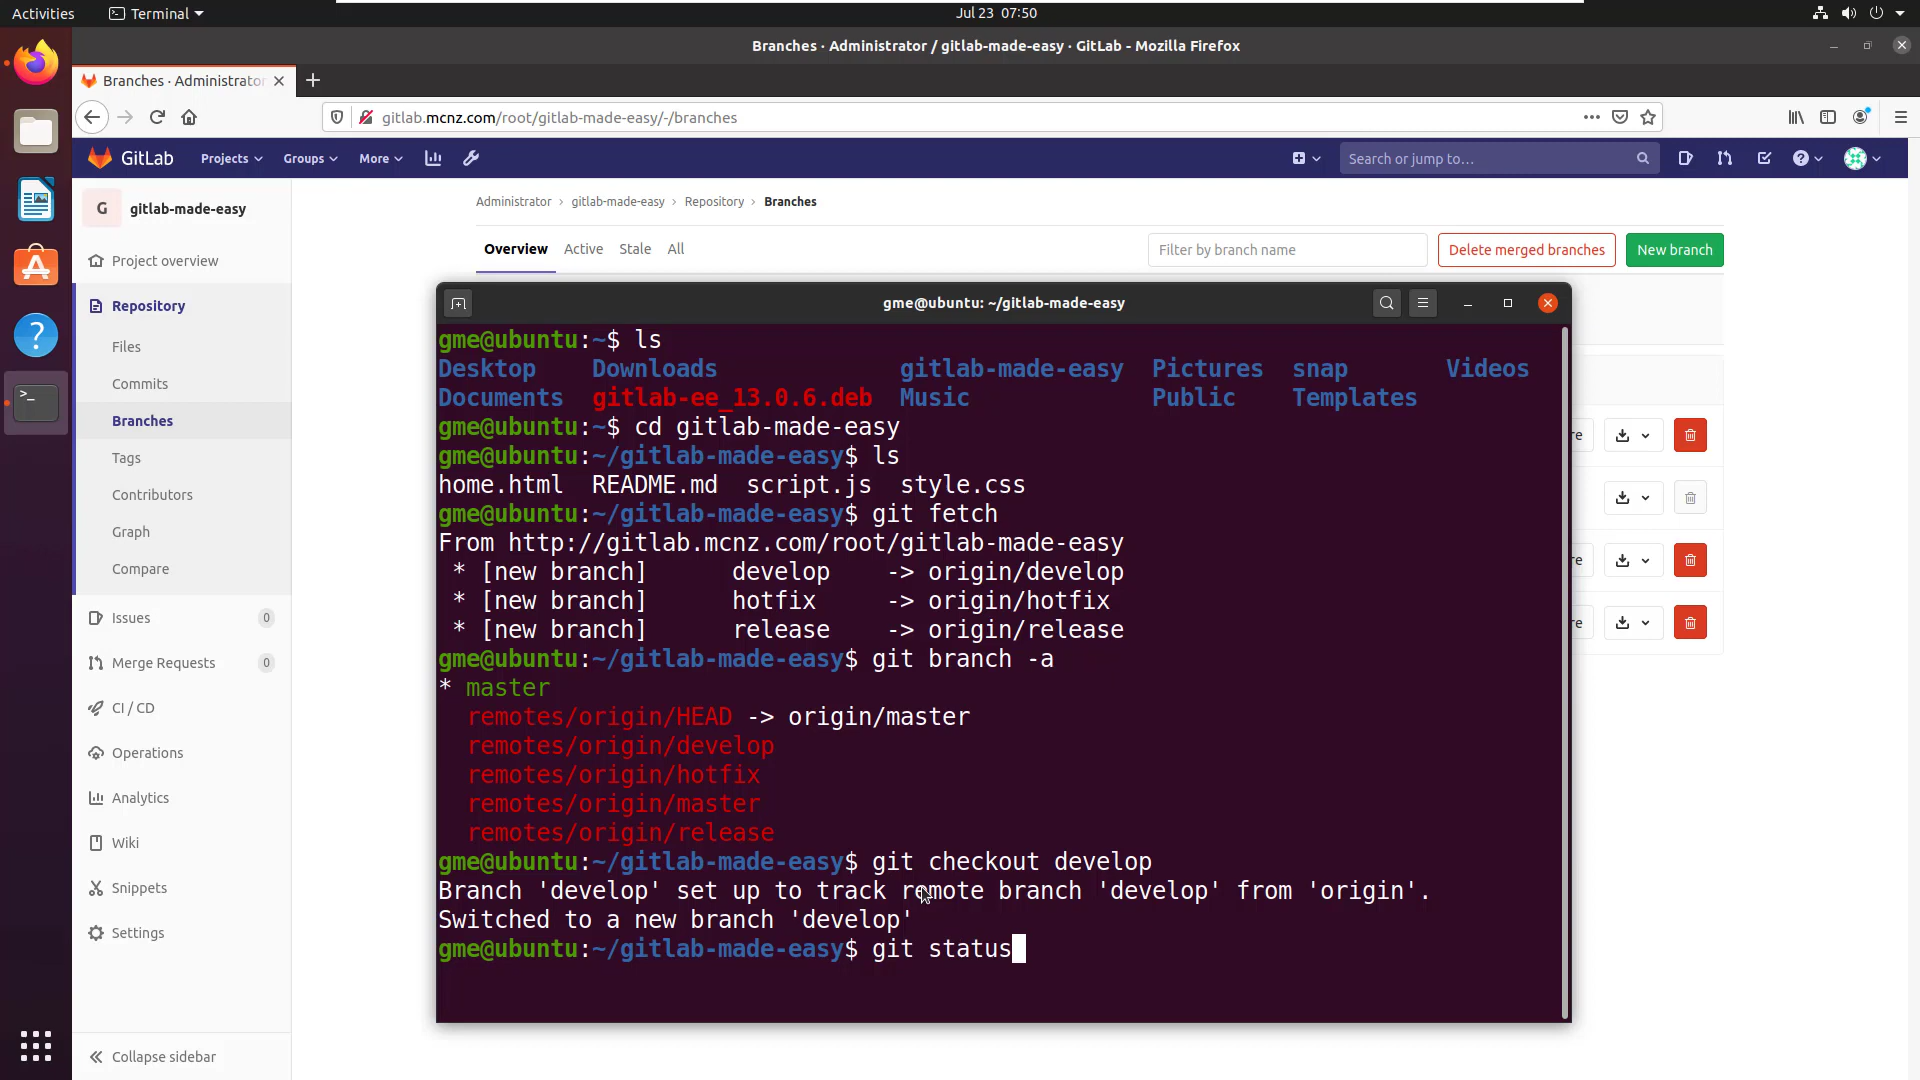 Activities
Terminal
Jul 23 07:50
Branches · Administrator / gitlab-made-easy · GitLab - Mozilla Firefox
Branches · Administrator
gitlab.mcnz.com/root/gitlab-made-easy/-/branches
GitLab
Projects
Groups
More
Search or jump to…
G
gitlab-made-easy
Project overview
Repository
Files
Commits
Branches
Tags
Contributors
Graph
Compare
Issues 0
Merge Requests 0
CI / CD
Operations
Analytics
Wiki
Snippets
Settings
Collapse sidebar
Administrator › gitlab-made-easy › Repository › Branches
Overview Active Stale All
Filter by branch name
Delete merged branches
New branch
re
re
re
gme@ubuntu: ~/gitlab-made-easy
gme@ubuntu:~$ ls
Desktop Downloads gitlab-made-easy Pictures snap Videos
Documents gitlab-ee_13.0.6.deb Music Public Templates
gme@ubuntu:~$ cd gitlab-made-easy
gme@ubuntu:~/gitlab-made-easy$ ls
home.html README.md script.js style.css
gme@ubuntu:~/gitlab-made-easy$ git fetch
From http://gitlab.mcnz.com/root/gitlab-made-easy
* [new branch] develop -> origin/develop
* [new branch] hotfix -> origin/hotfix
* [new branch] release -> origin/release
gme@ubuntu:~/gitlab-made-easy$ git branch -a
* master
remotes/origin/HEAD -> origin/master
remotes/origin/develop
remotes/origin/hotfix
remotes/origin/master
remotes/origin/release
gme@ubuntu:~/gitlab-made-easy$ git checkout develop
Branch 'develop' set up to track remote branch 'develop' from 'origin'.
Switched to a new branch 'develop'
gme@ubuntu:~/gitlab-made-easy$ git status